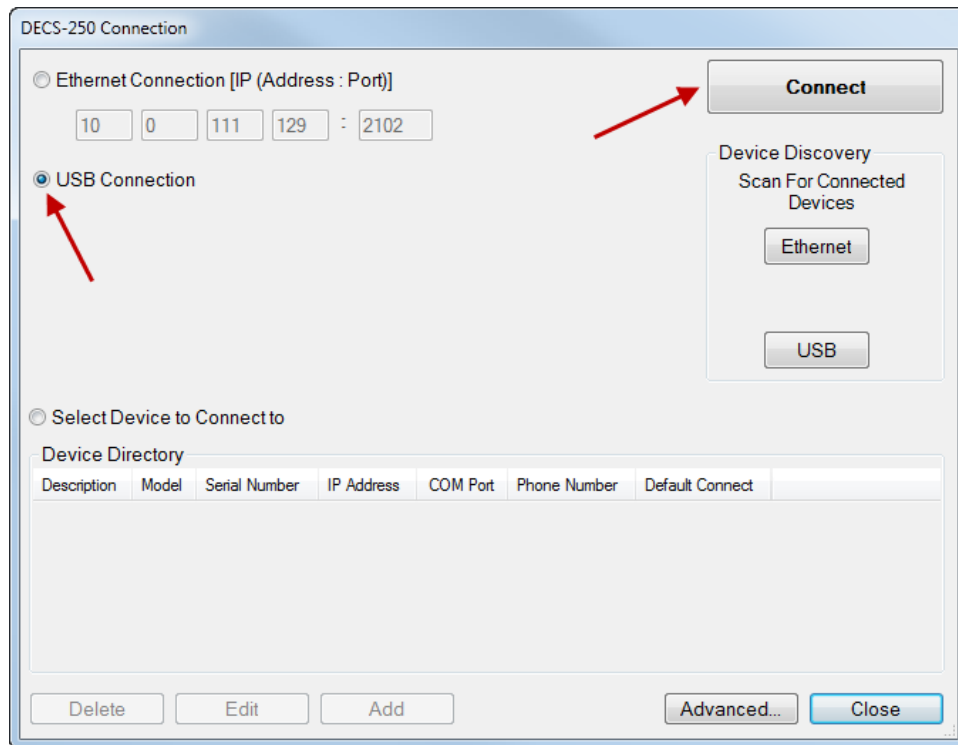 DECS-250 Connection
Ethernet Connection [IP (Address : Port)]
10 0 111 129 : 2102
Connect
USB Connection
Device Discovery
Scan For Connected
Devices
Ethernet
USB
Select Device to Connect to
Device Directory
Description Model Serial Number IP Address COM Port Phone Number Default Connect
Delete Edit Add Advanced... Close